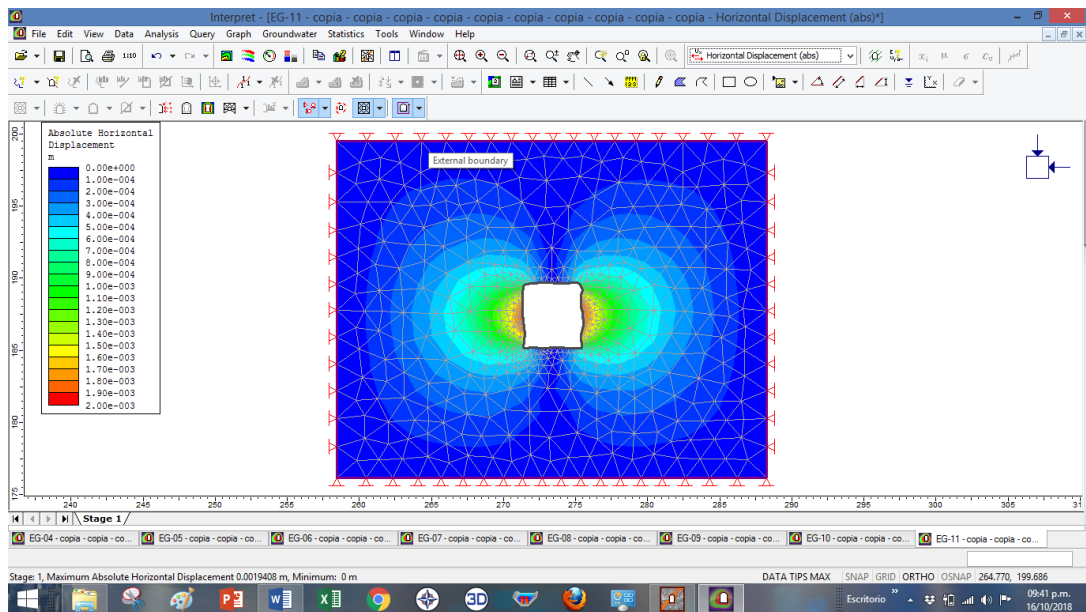 Interpret - [EG-11 - copia - copia - copia - copia - copia - copia - copia - copia - copia - copia - Horizontal Displacement (abs)*]
File Edit View Data Analysis Query Graph Groundwater Statistics Tools Window Help
1:10
Horizontal Displacement (abs)
Absolute Horizontal
Displacement
m
0.00e+000
1.00e-004
2.00e-004
3.00e-004
4.00e-004
5.00e-004
6.00e-004
7.00e-004
8.00e-004
9.00e-004
1.00e-003
1.10e-003
1.20e-003
1.30e-003
1.40e-003
1.50e-003
1.60e-003
1.70e-003
1.80e-003
1.90e-003
2.00e-003
External boundary
200
195
190
185
180
175
240 245 250 255 260 265 270 275 280 285 290 295 300 305 31
Stage 1
EG-04 - copia - copia - co... EG-05 - copia - copia - co... EG-06 - copia - copia - co... EG-07 - copia - copia - co... EG-08 - copia - copia - co... EG-09 - copia - copia - co... EG-10 - copia - copia - co... EG-11 - copia - copia - co...
Stage: 1, Maximum Absolute Horizontal Displacement 0.0019408 m, Minimum: 0 m DATA TIPS MAX SNAP GRID ORTHO OSNAP 264.770, 199.686
Escritorio 09:41 p.m.
16/10/2018